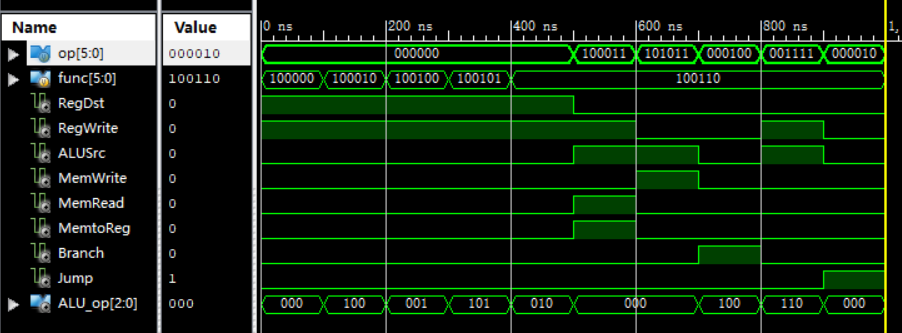 Name Value 0 ns 200 ns 400 ns 600 ns 800 ns 1,
op[5:0] 000010 000000 100011 101011 000100 001111 000010
func[5:0] 100110 100000 100010 100100 100101 100110
RegDst 0
RegWrite 0
ALUSrc 0
MemWrite 0
MemRead 0
MemtoReg 0
Branch 0
Jump 1
ALU_op[2:0] 000 000 100 001 101 010 000 100 110 000